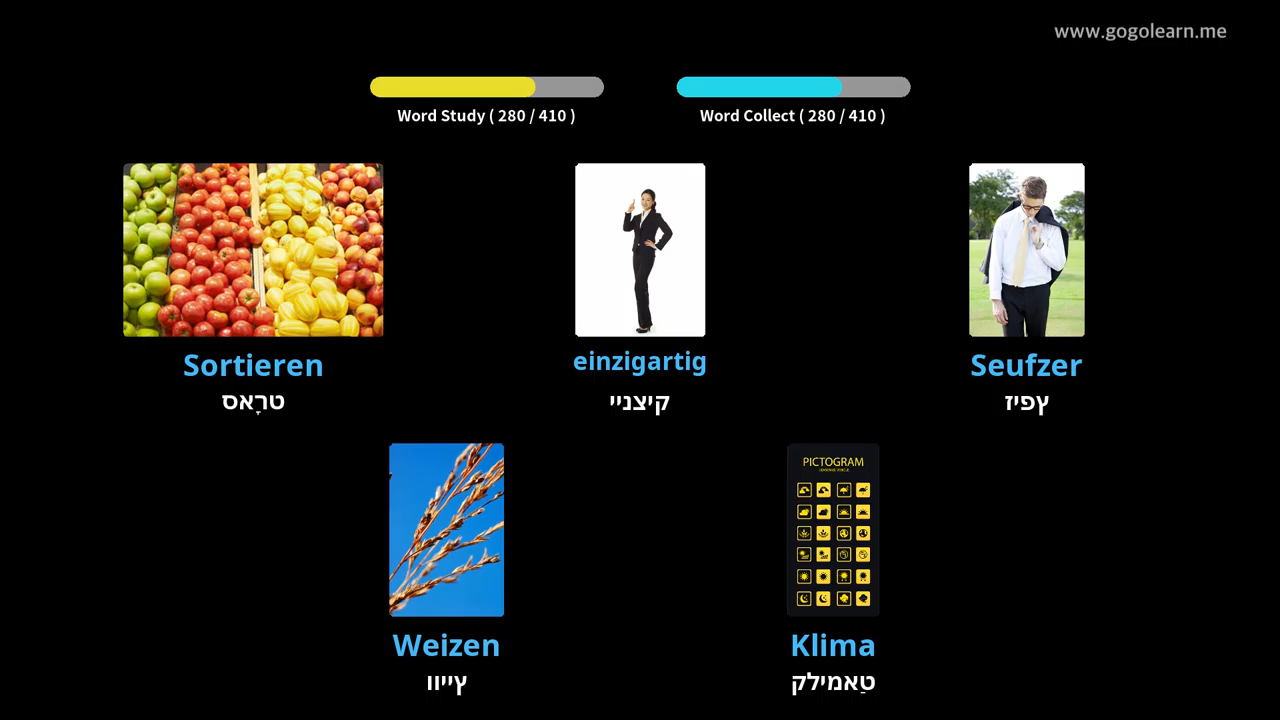 www.gogolearn.me
Word Study ( 280 / 410 )
Word Collect ( 280 / 410 )
Sortieren
טרָאס
einzigartig
קיצניי
Seufzer
ץפיז
PICTOGRAM
Weizen
ץייוו
Klima
טַאמילק